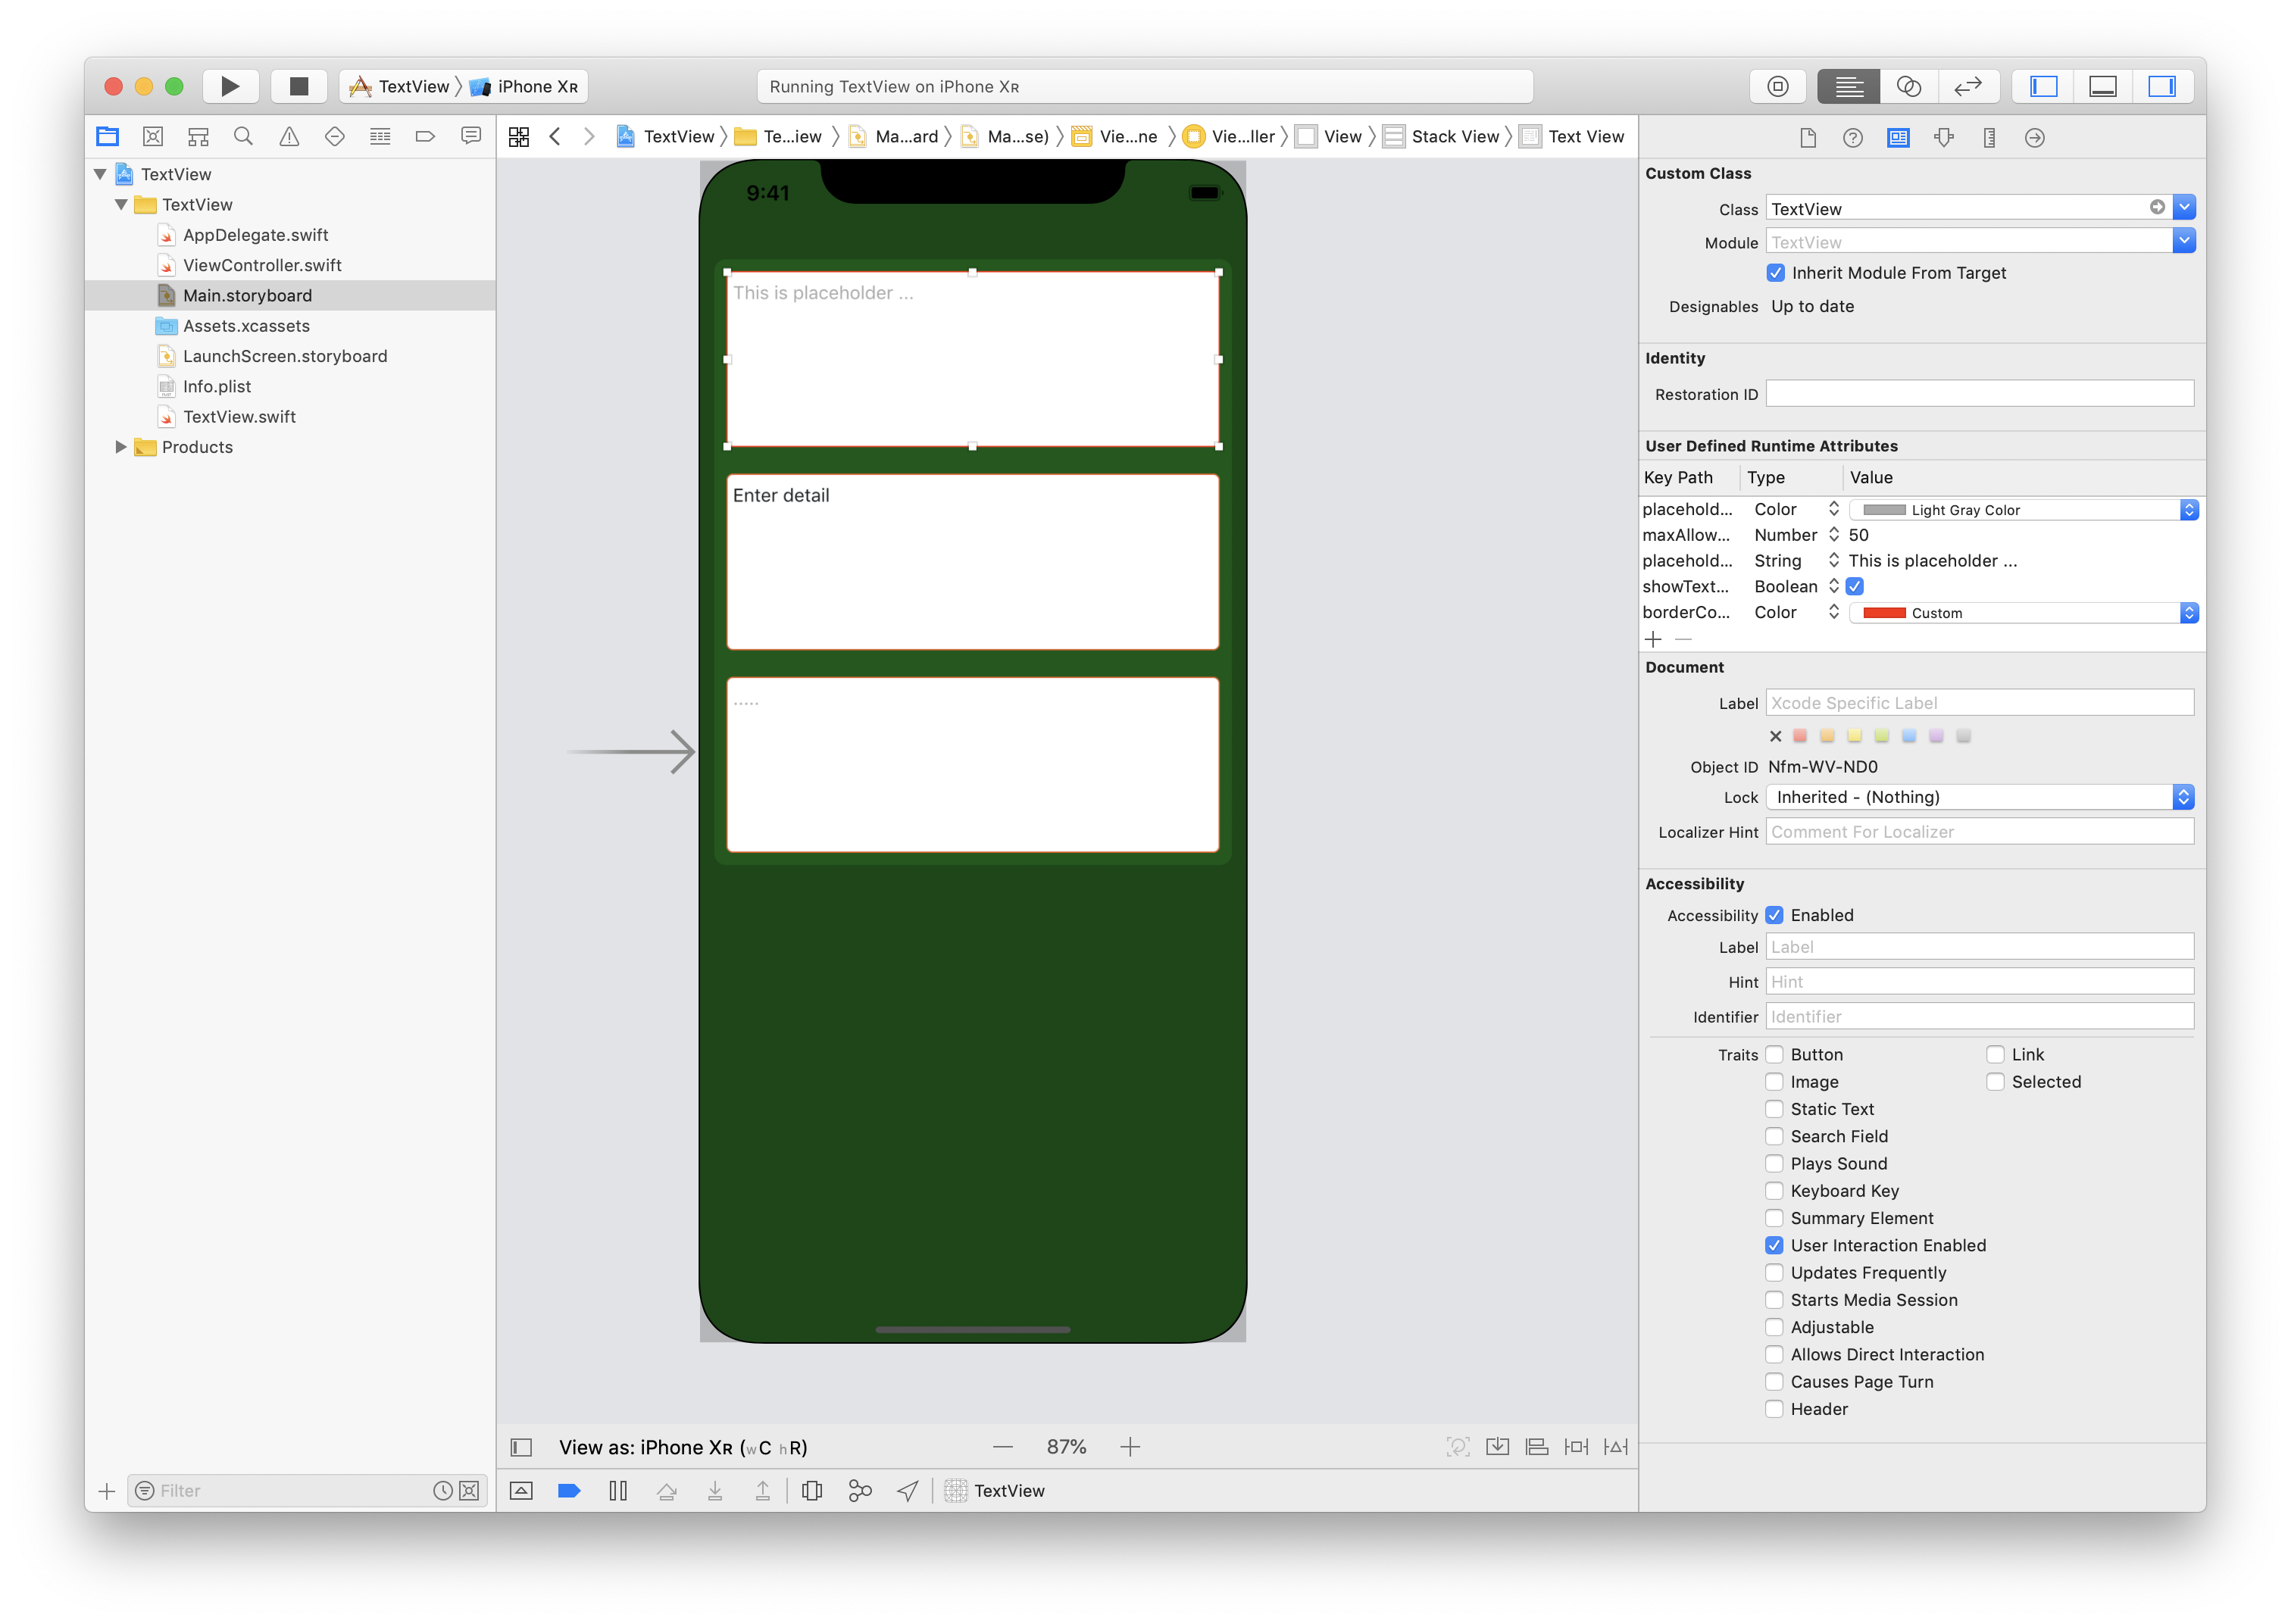 TextView 〉 iPhone Xʀ
Running TextView on iPhone Xʀ
TextView
TextView
AppDelegate.swift
ViewController.swift
Main.storyboard
Assets.xcassets
LaunchScreen.storyboard
Info.plist
TextView.swift
Products
Filter
TextView 〉 Te...iew 〉 Ma...ard 〉 Ma...se) 〉 Vie...ne 〉 Vie...ller 〉 View 〉 Stack View 〉 Text View
9:41
This is placeholder ...
Enter detail
.....
View as: iPhone Xʀ (wC hR)
87%
TextView
Custom Class
Class TextView
Module TextView
Inherit Module From Target
Designables Up to date
Identity
Restoration ID
User Defined Runtime Attributes
Key Path Type Value
placehold... Color Light Gray Color
maxAllow... Number 50
placehold... String This is placeholder ...
showText... Boolean
borderCo... Color Custom
Document
Label Xcode Specific Label
Object ID Nfm-WV-ND0
Lock Inherited - (Nothing)
Localizer Hint Comment For Localizer
Accessibility
Accessibility Enabled
Label Label
Hint Hint
Identifier Identifier
Traits Button Link
Image Selected
Static Text
Search Field
Plays Sound
Keyboard Key
Summary Element
User Interaction Enabled
Updates Frequently
Starts Media Session
Adjustable
Allows Direct Interaction
Causes Page Turn
Header